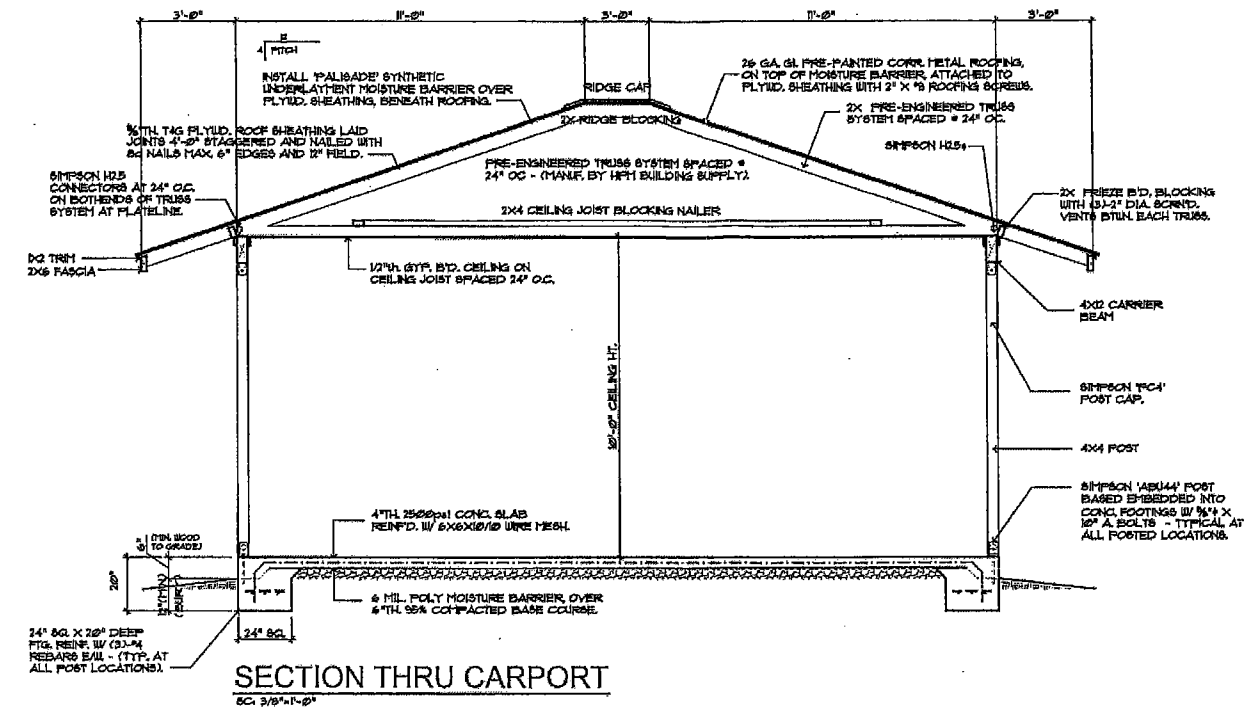 3'-0" 11'-0" 3'-0" 11'-0" 3'-0"
12
4 PITCH
INSTALL 'PALISADE' SYNTHETIC
UNDERLAYMENT MOISTURE BARRIER OVER
PLYWD. SHEATHING, BENEATH ROOFING.
RIDGE CAP
26 GA. GI. PRE-PAINTED CORR. METAL ROOFING,
ON TOP OF MOISTURE BARRIER, ATTACHED TO
PLYWD. SHEATHING WITH 2" X #9 ROOFING SCREWS.
2X RIDGE BLOCKING
2X PRE-ENGINEERED TRUSS
SYSTEM SPACED @ 24" OC.
5/8"TH. T&G PLYWD. ROOF SHEATHING LAID
JOINTS 4'-0" STAGGERED AND NAILED WITH
8d NAILS MAX. 6" EDGES AND 12" FIELD.
SIMPSON H2.5s
PRE-ENGINEERED TRUSS SYSTEM SPACED @
24" OC - (MANUF. BY HPM BUILDING SUPPLY).
SIMPSON H2.5
CONNECTORS AT 24" O.C.
ON BOTHENDS OF TRUSS
SYSTEM AT PLATELINE.
2X FRIEZE B'D, BLOCKING
WITH (3)-2" DIA. SCRN'D.
VENTS BTWN. EACH TRUSS.
2X4 CEILING JOIST BLOCKING NAILER
1X2 TRIM
2X6 FASCIA
1/2"th. GYP. B'D. CEILING ON
CEILING JOIST SPACED 24" O.C.
4X12 CARRIER
BEAM
10'-0" CEILING HT.
SIMPSON 'PC4'
POST CAP.
4X4 POST
SIMPSON 'ABU44' POST
BASED EMBEDDED INTO
CONC. FOOTINGS W/ 5/8"ϕ X
10" A. BOLTS - TYPICAL AT
ALL POSTED LOCATIONS.
4"TH. 2500psi CONC. SLAB
REINF'D. W/ 6X6X10/10 WIRE MESH.
6"
(MIN. WOOD
TO GRADE)
20"
12"(MIN)
(BURY)
6 MIL. POLY MOISTURE BARRIER, OVER
6"TH. 95% COMPACTED BASE COURSE.
24" SQ. X 20" DEEP
FTG. REINF. W/ (3)-#4
REBARS E/W. - (TYP. AT
ALL POST LOCATIONS).
24" SQ.
SECTION THRU CARPORT
SC: 3/8"=1'-0"